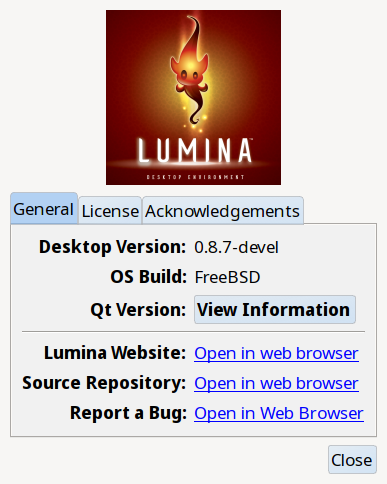 LUMINA™
DESKTOP ENVIRONMENT
General License Acknowledgements
Desktop Version: 0.8.7-devel
OS Build: FreeBSD
Qt Version: View Information
Lumina Website: Open in web browser
Source Repository: Open in web browser
Report a Bug: Open in Web Browser
Close